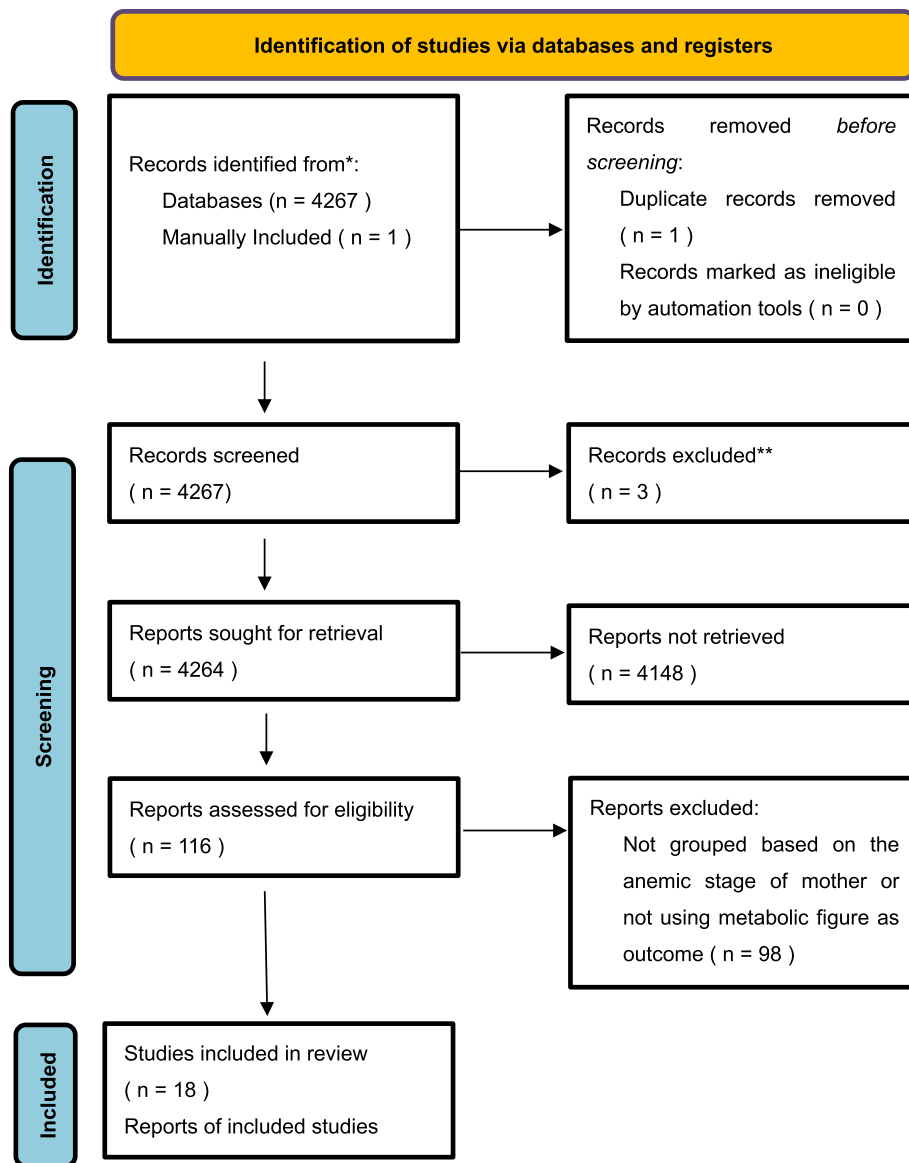 Identification of studies via databases and registers
Identification
Records identified from*:
Databases (n = 4267 )
Manually Included ( n = 1 )
Records removed before
screening:
Duplicate records removed
( n = 1 )
Records marked as ineligible
by automation tools ( n = 0 )
Screening
Records screened
( n = 4267)
Records excluded**
( n = 3 )
Reports sought for retrieval
( n = 4264 )
Reports not retrieved
( n = 4148 )
Reports assessed for eligibility
( n = 116 )
Reports excluded:
Not grouped based on the
anemic stage of mother or
not using metabolic figure as
outcome ( n = 98 )
Included
Studies included in review
( n = 18 )
Reports of included studies